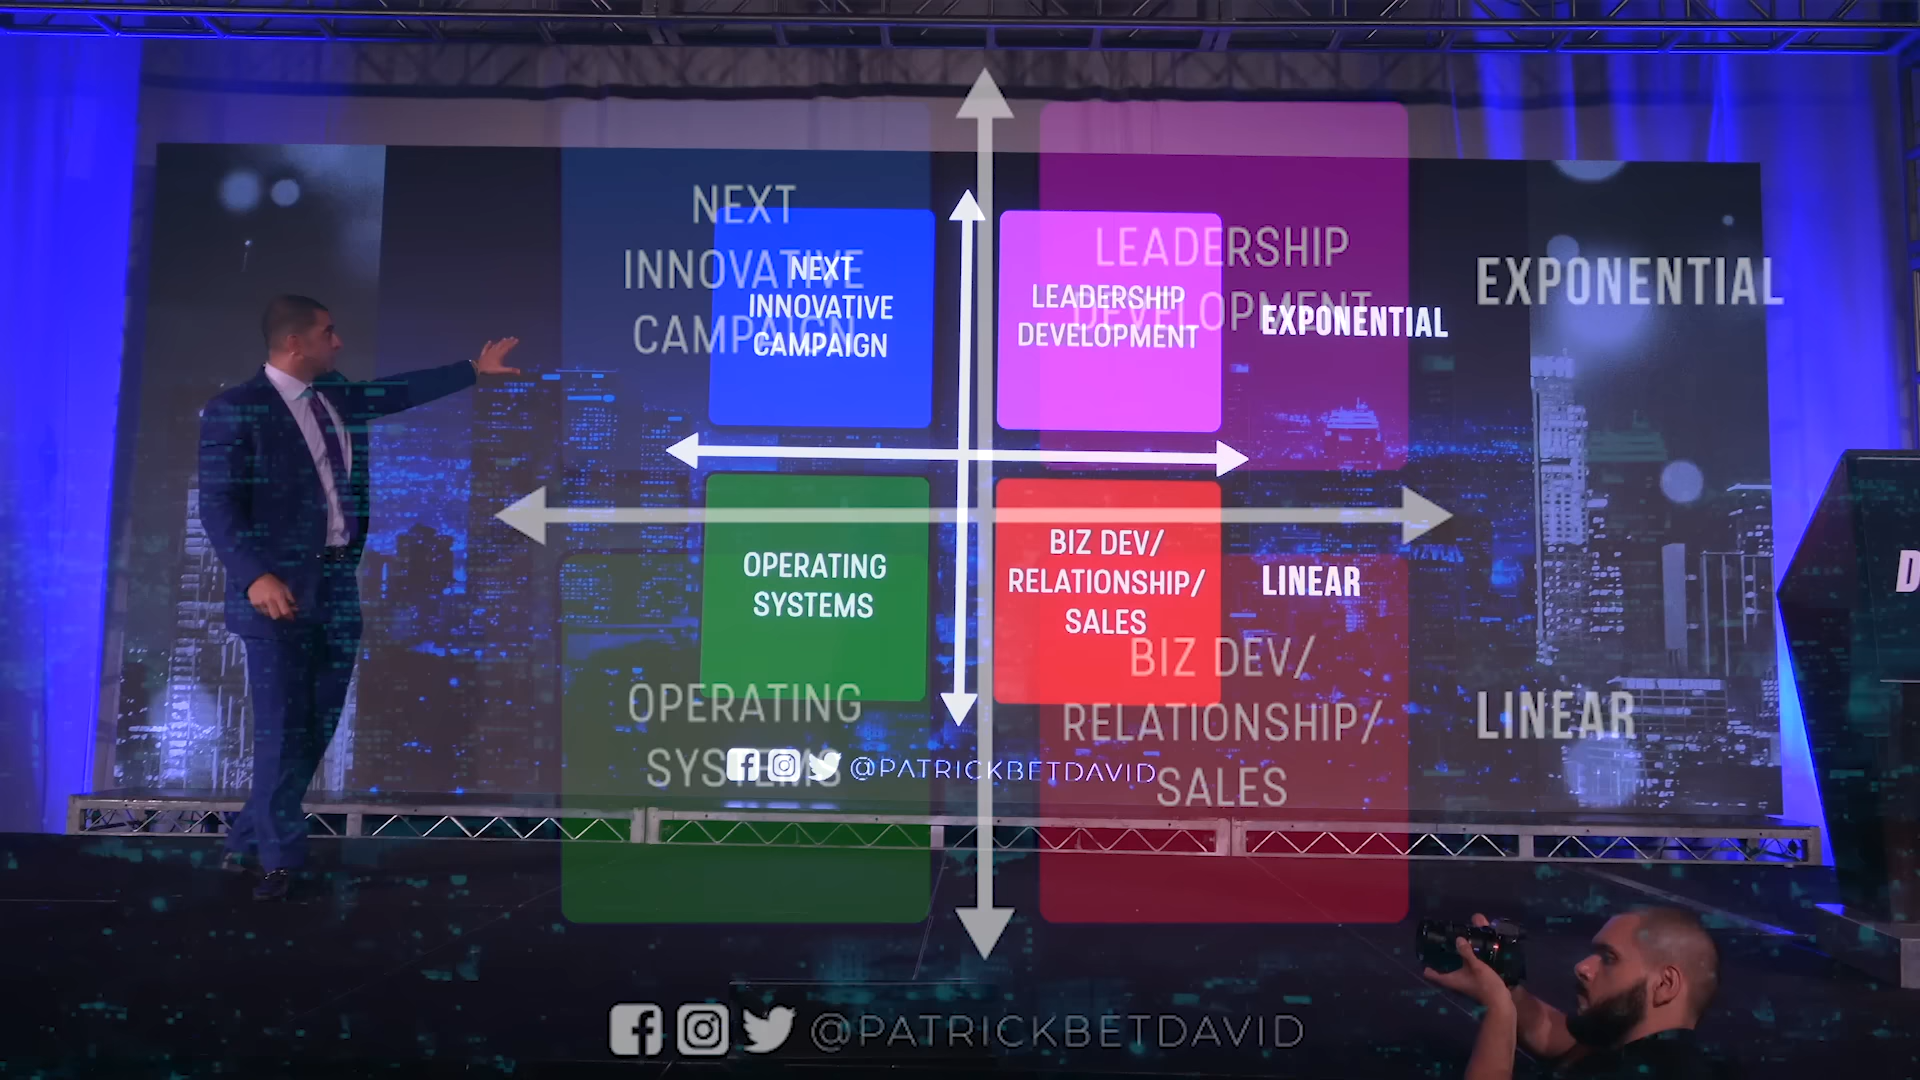 NEXT
INNOVATIVE
CAMPAIGN
LEADERSHIP
DEVELOPMENT
EXPONENTIAL
NEXT
INNOVATIVE
CAMPAIGN
LEADERSHIP
DEVELOPMENT
EXPONENTIAL
OPERATING
SYSTEMS
BIZ DEV/
RELATIONSHIP/
SALES
LINEAR
OPERATING
SYSTEMS
BIZ DEV/
RELATIONSHIP/
SALES
LINEAR
@PATRICKBETDAVID
@PATRICKBETDAVID